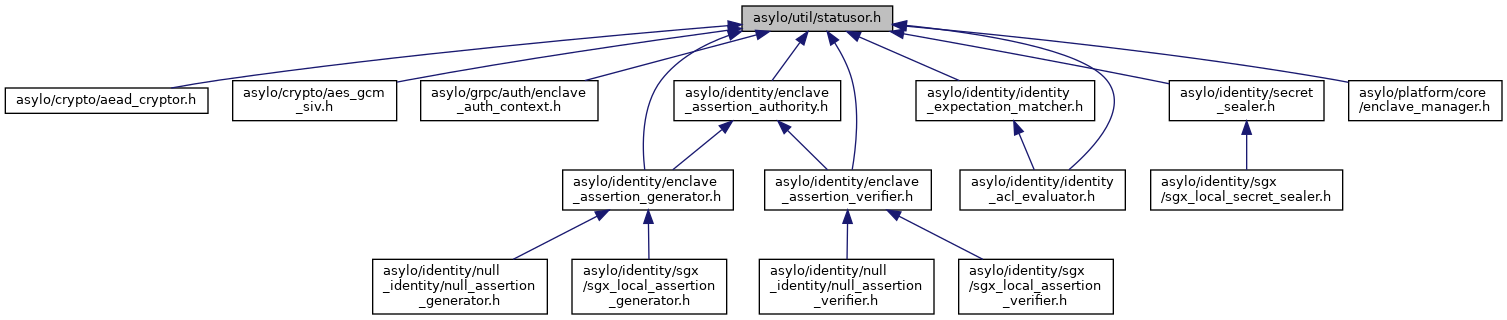 asylo/util/statusor.h
asylo/crypto/aead_cryptor.h
asylo/crypto/aes_gcm
_siv.h
asylo/grpc/auth/enclave
_auth_context.h
asylo/identity/enclave
_assertion_authority.h
asylo/identity/identity
_expectation_matcher.h
asylo/identity/secret
_sealer.h
asylo/platform/core
/enclave_manager.h
asylo/identity/enclave
_assertion_generator.h
asylo/identity/enclave
_assertion_verifier.h
asylo/identity/identity
_acl_evaluator.h
asylo/identity/sgx
/sgx_local_secret_sealer.h
asylo/identity/null
_identity/null_assertion
_generator.h
asylo/identity/sgx
/sgx_local_assertion
_generator.h
asylo/identity/null
_identity/null_assertion
_verifier.h
asylo/identity/sgx
/sgx_local_assertion
_verifier.h